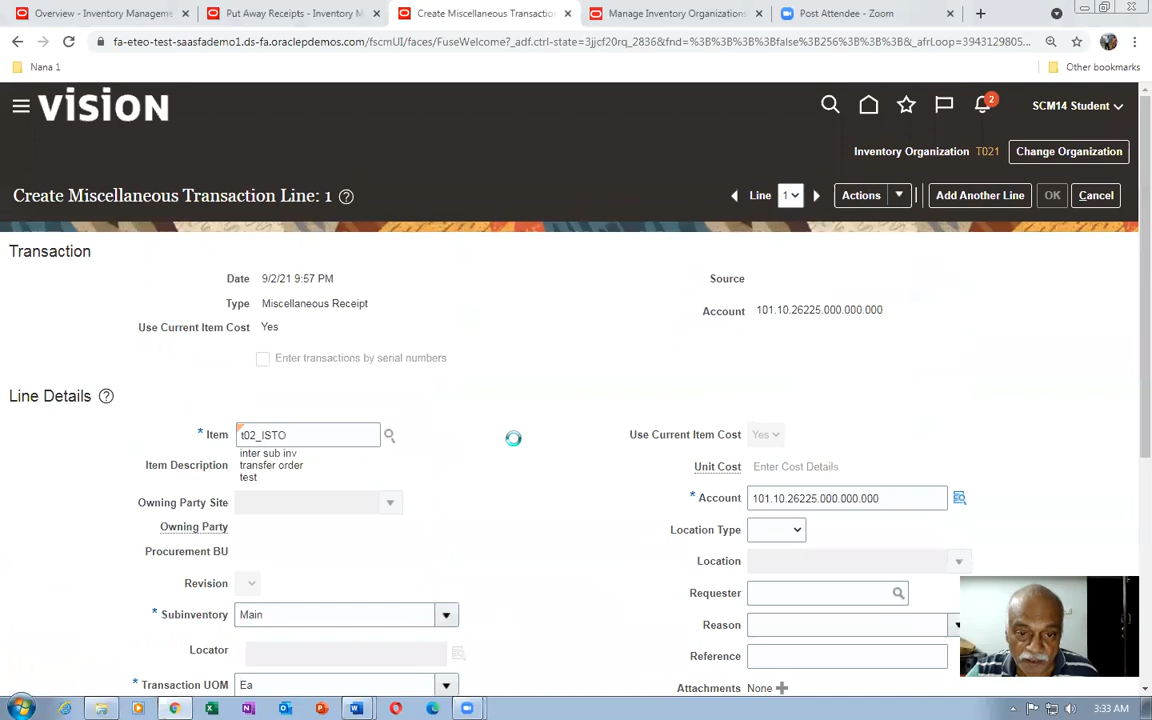 Overview - Inventory Manageme
Put Away Receipts - Inventory M
Create Miscellaneous Transaction
Manage Inventory Organizations
Post Attendee - Zoom
fa-eteo-test-saasfademo1.ds-fa.oraclepdemos.com/fscmUI/faces/FuseWelcome?_adf.ctrl-state=3jjcf20rq_2836&fnd=%3B%3B%3B%3Bfalse%3B256%3B%3B%3B&_afrLoop=3943129805...
Nana 1
Other bookmarks
vision
2
SCM14 Student
Inventory Organization T021
Change Organization
Create Miscellaneous Transaction Line: 1
Line 1
Actions
Add Another Line
OK
Cancel
Transaction
Date 9/2/21 9:57 PM
Source
Type Miscellaneous Receipt
Account 101.10.26225.000.000.000
Use Current Item Cost Yes
Enter transactions by serial numbers
Line Details
* Item t02_ISTO
Use Current Item Cost Yes
Item Description inter sub inv
transfer order
test
Unit Cost Enter Cost Details
Owning Party Site
* Account 101.10.26225.000.000.000
Owning Party
Location Type
Procurement BU
Location
Revision
Requester
* Subinventory Main
Reason
Locator
Reference
* Transaction UOM Ea
Attachments None
3:33 AM